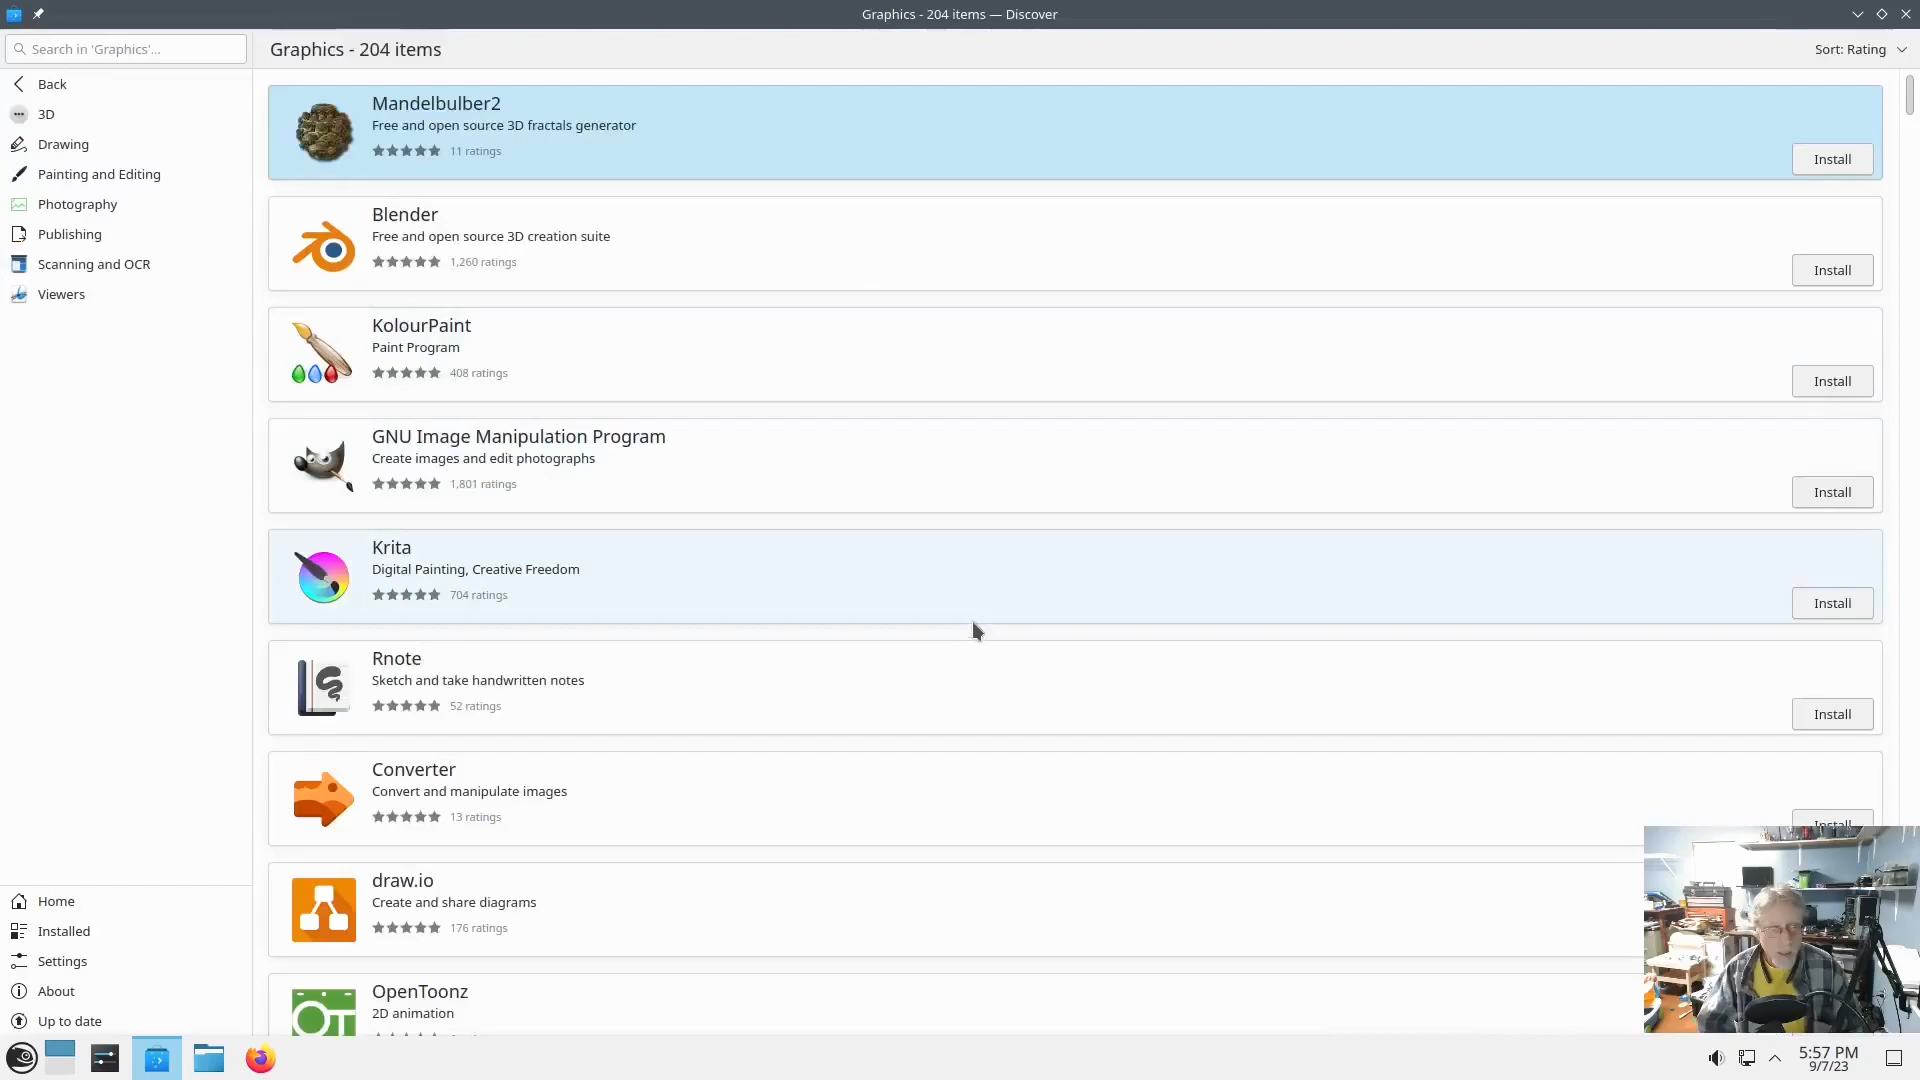 Graphics - 204 items — Discover
Search in 'Graphics'...
Graphics - 204 items
Sort: Rating
Back
3D
Drawing
Painting and Editing
Photography
Publishing
Scanning and OCR
Viewers
Mandelbulber2
Free and open source 3D fractals generator
11 ratings
Install
Blender
Free and open source 3D creation suite
1,260 ratings
Install
KolourPaint
Paint Program
408 ratings
Install
GNU Image Manipulation Program
Create images and edit photographs
1,801 ratings
Install
Krita
Digital Painting, Creative Freedom
704 ratings
Install
Rnote
Sketch and take handwritten notes
52 ratings
Install
Converter
Convert and manipulate images
13 ratings
Install
draw.io
Create and share diagrams
176 ratings
OpenToonz
2D animation
Home
Installed
Settings
About
Up to date
5:57 PM
9/7/23